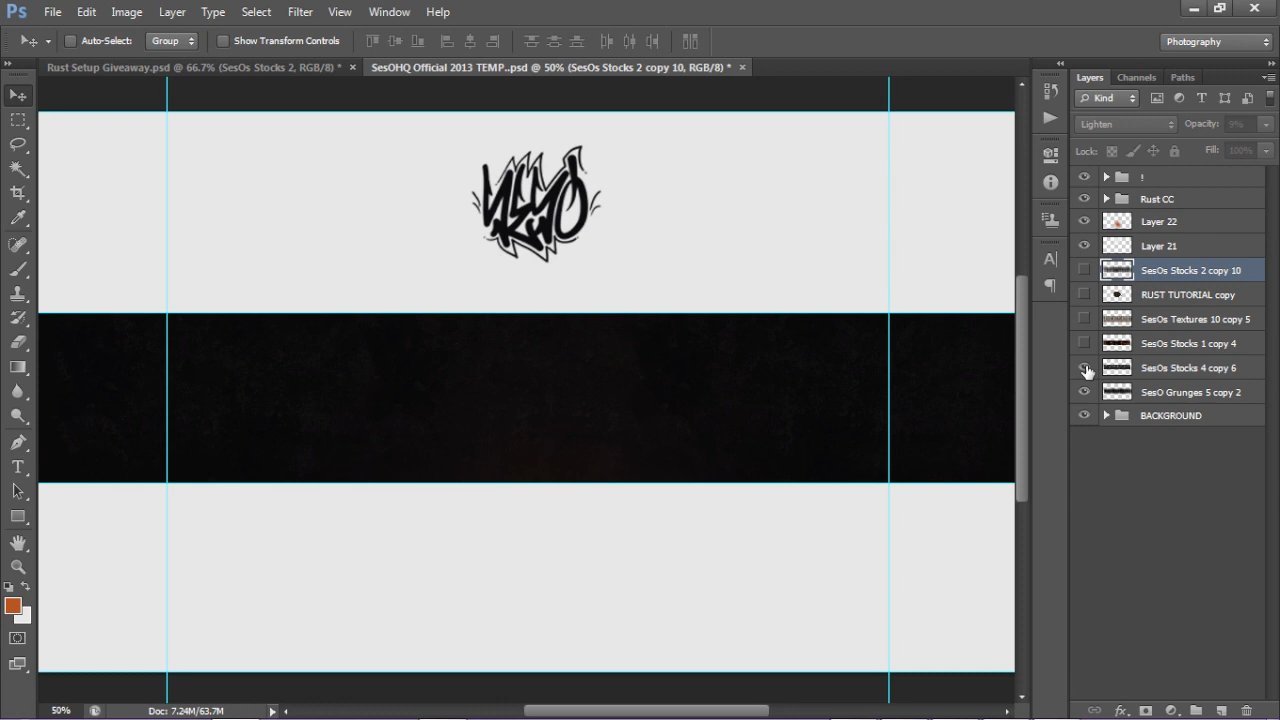 Ps File Edit Image Layer Type Select Filter 3D View Window Help
Auto-Select: Group Show Transform Controls Photography
Rust Setup Giveaway.psd @ 66.7% (SesOs Stocks 2, RGB/8) * × SesOHQ Official 2013 TEMP..psd @ 50% (SesOs Stocks 2 copy 10, RGB/8) * ×
Layers Channels Paths
Kind
Lighten Opacity: 9%
Lock: Fill: 100%
!
Rust CC
Layer 22
Layer 21
SesOs Stocks 2 copy 10
RUST TUTORIAL copy
SesOs Textures 10 copy 5
SesOs Stocks 1 copy 4
SesOs Stocks 4 copy 6
SesO Grunges 5 copy 2
BACKGROUND
SESO
50% Doc: 7.24M/63.7M